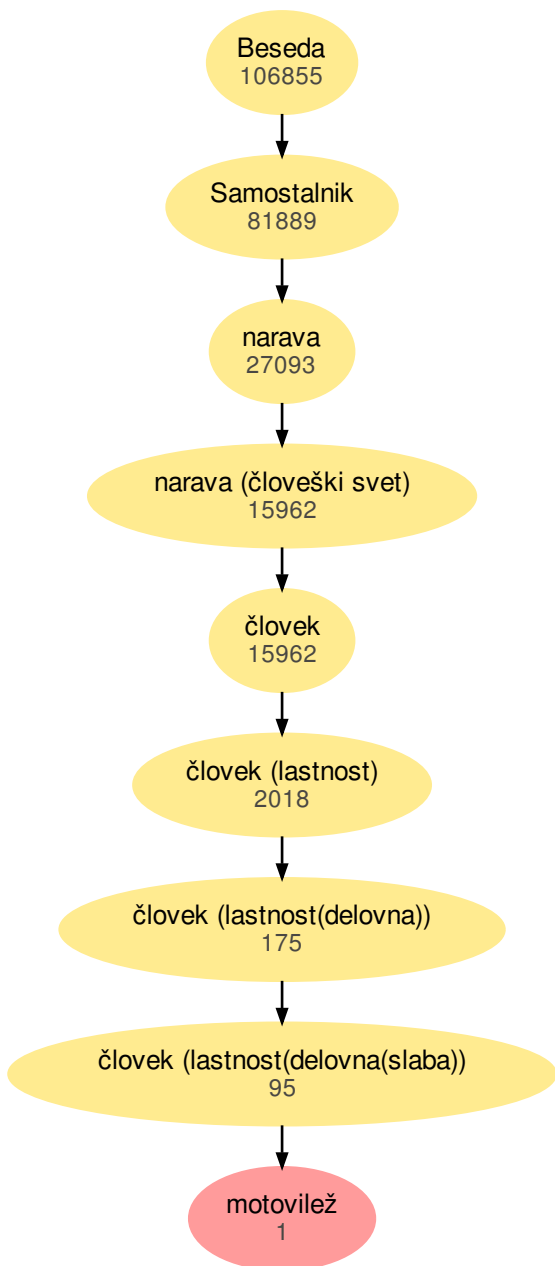 Beseda
106855
Samostalnik
81889
narava
27093
narava (človeški svet)
15962
človek
15962
človek (lastnost)
2018
človek (lastnost(delovna))
175
človek (lastnost(delovna(slaba))
95
motovilež
1